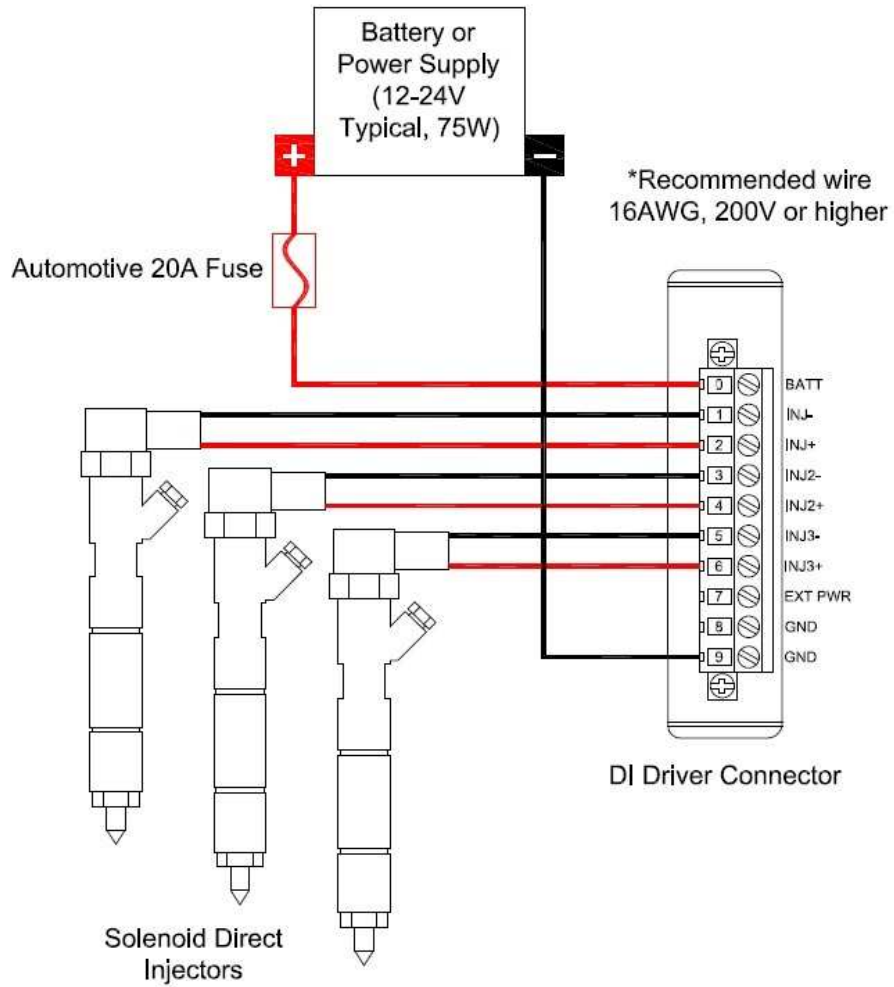 Battery or
Power Supply
(12-24V
Typical, 75W)
+
-
*Recommended wire
16AWG, 200V or higher
Automotive 20A Fuse
0 BATT
1 INJ-
2 INJ+
3 INJ2-
4 INJ2+
5 INJ3-
6 INJ3+
7 EXT PWR
8 GND
9 GND
DI Driver Connector
Solenoid Direct
Injectors